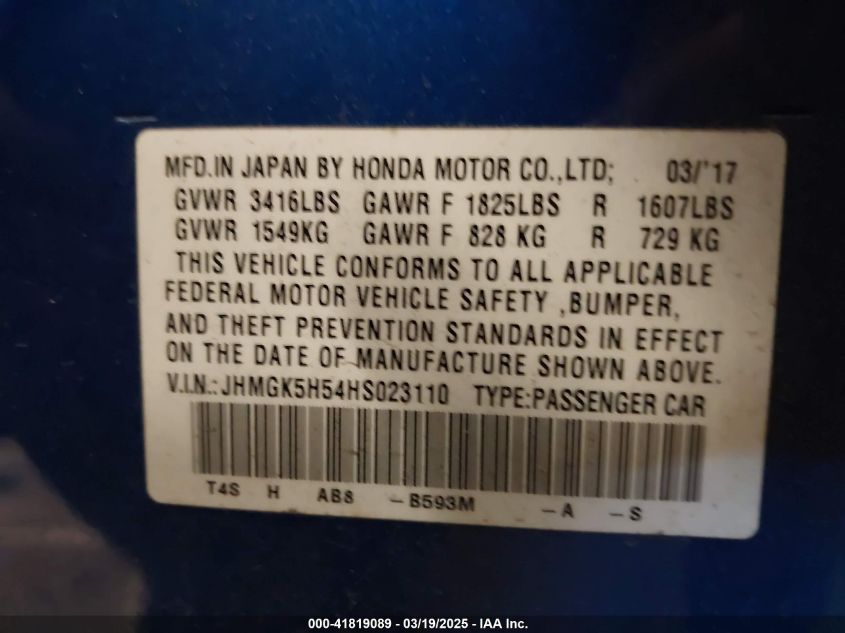 MFD.IN JAPAN BY HONDA MOTOR CO.,LTD; 03/'17
GVWR 3416LBS GAWR F 1825LBS R 1607LBS
GVWR 1549KG GAWR F 828 KG R 729 KG
THIS VEHICLE CONFORMS TO ALL APPLICABLE
FEDERAL MOTOR VEHICLE SAFETY ,BUMPER,
AND THEFT PREVENTION STANDARDS IN EFFECT
ON THE DATE OF MANUFACTURE SHOWN ABOVE.
V.I.N.:JHMGK5H54HS023110 TYPE:PASSENGER CAR
T4S H AB8 -B593M -A -S
000-41819089 - 03/19/2025 - IAA Inc.